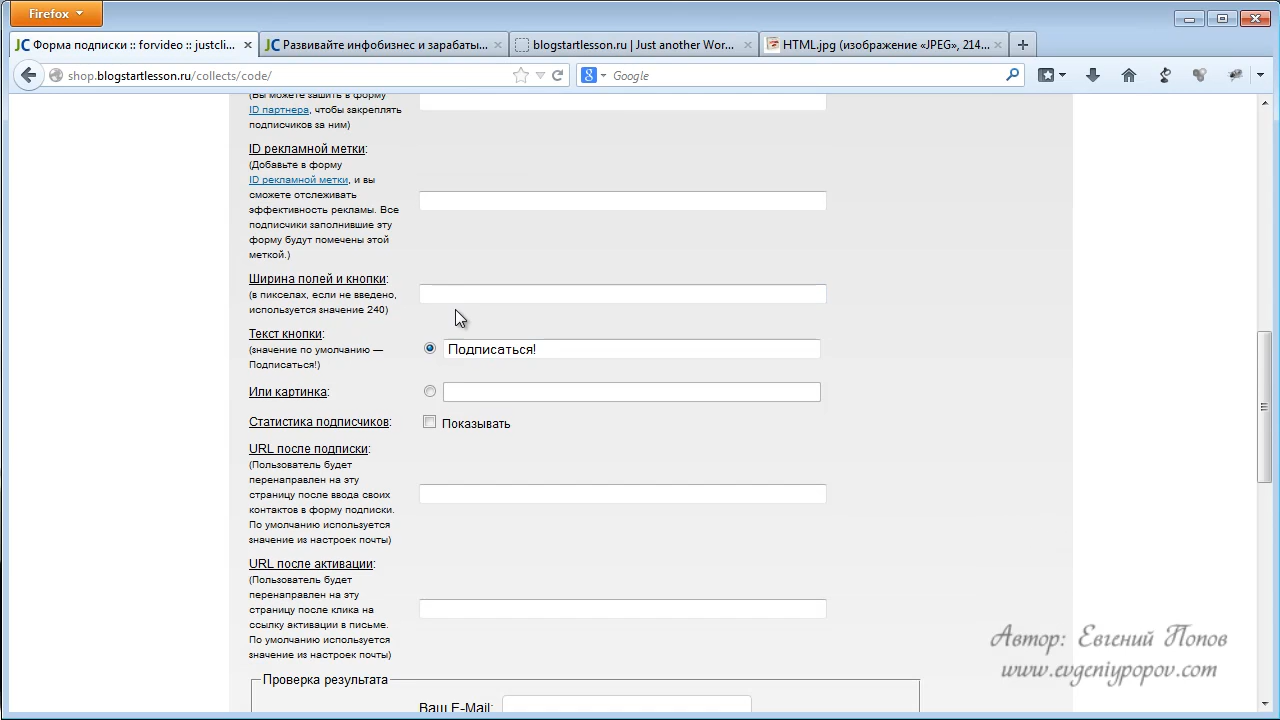 Firefox
Форма подписки :: forvideo :: justcli...
JC Развивайте инфобизнес и зарабаты...
blogstartlesson.ru | Just another Wor...
HTML.jpg (изображение «JPEG», 214...
shop.blogstartlesson.ru/collects/code/
Google
(Вы можете зашить в форму
ID партнера, чтобы закреплять
подписчиков за ним)
ID рекламной метки:
(Добавьте в форму
ID рекламной метки, и вы
сможете отслеживать
эффективность рекламы. Все
подписчики заполнившие эту
форму будут помечены этой
меткой.)
Ширина полей и кнопки:
(в пикселах, если не введено,
используется значение 240)
Текст кнопки:
(значение по умолчанию —
Подписаться!)
Подписаться!
Или картинка:
Статистика подписчиков:
Показывать
URL после подписки:
(Пользователь будет
перенаправлен на эту
страницу после ввода своих
контактов в форму подписки.
По умолчанию используется
значение из настроек почты)
URL после активации:
(Пользователь будет
перенаправлен на эту
страницу после клика на
ссылку активации в письме.
По умолчанию используется
значение из настроек почты)
Проверка результата
Ваш E-Mail:
Автор: Евгений Попов
www.evgeniypopov.com